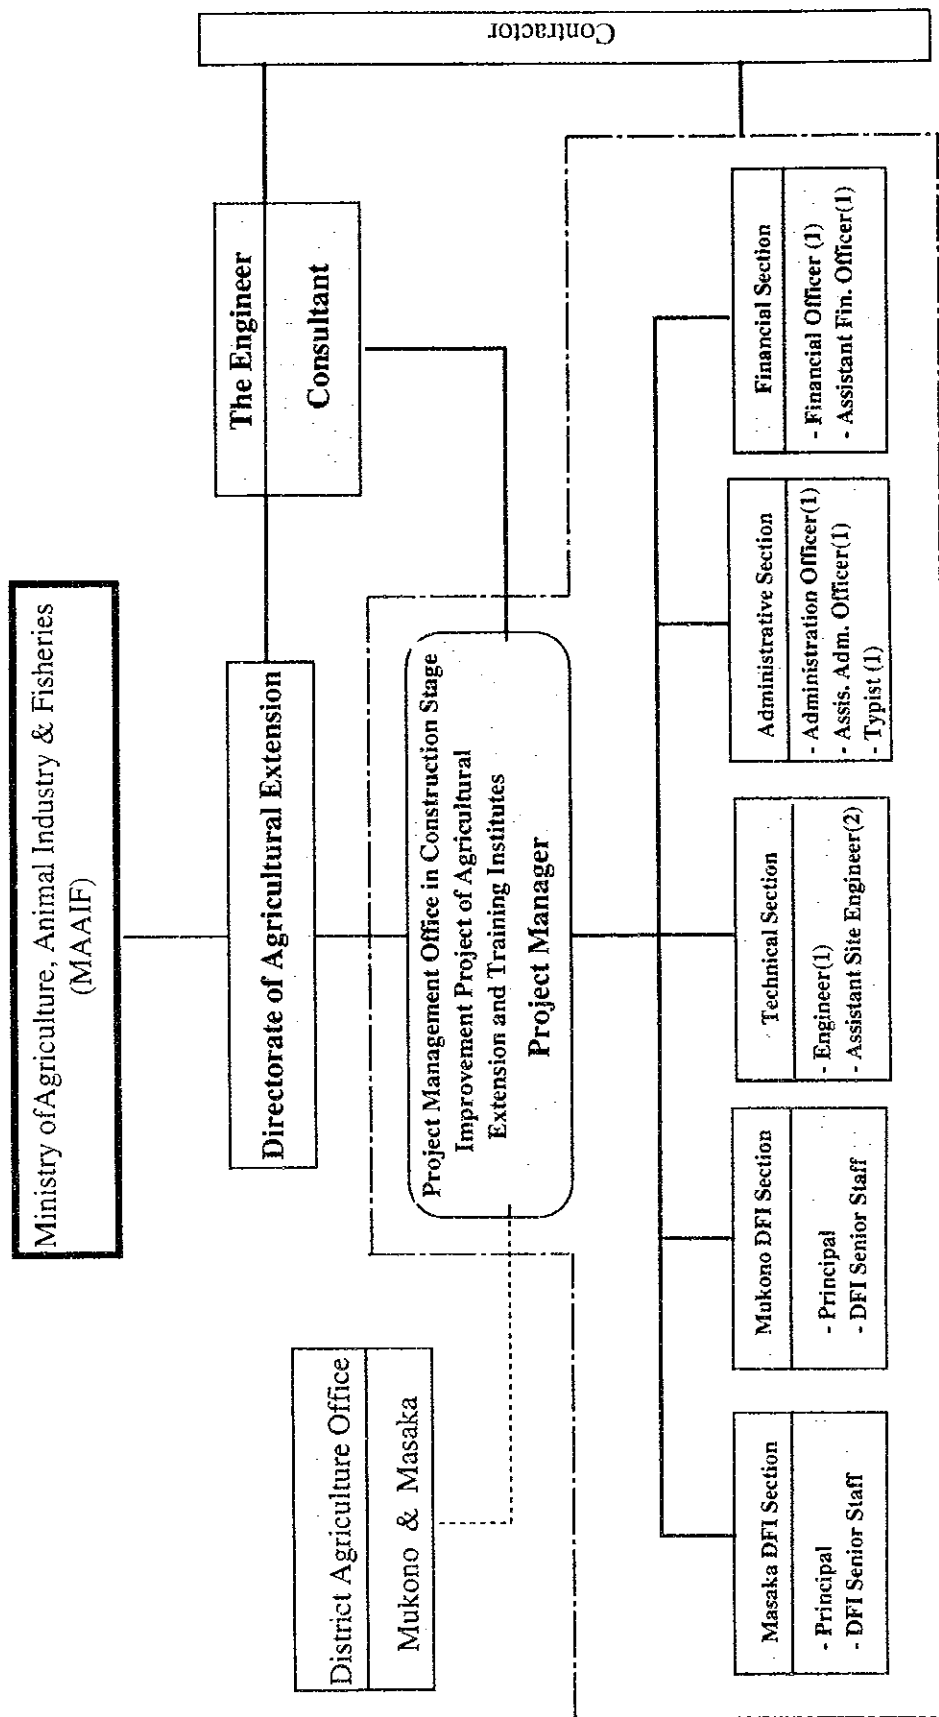 Ministry of Agriculture, Animal Industry & Fisheries
(MAAIF)
Directorate of Agricultural Extension
The Engineer
Consultant
Contractor
District Agriculture Office
Mukono & Masaka
Project Management Office in Construction Stage
Improvement Project of Agricultural
Extension and Training Institutes
Project Manager
Masaka DFI Section
- Principal
- DFI Senior Staff
Mukono DFI Section
- Principal
- DFI Senior Staff
Technical Section
- Engineer(1)
- Assistant Site Engineer(2)
Administrative Section
- Administration Officer(1)
- Assis. Adm. Officer(1)
- Typist (1)
Financial Section
- Financial Officer (1)
- Assistant Fin. Officer(1)